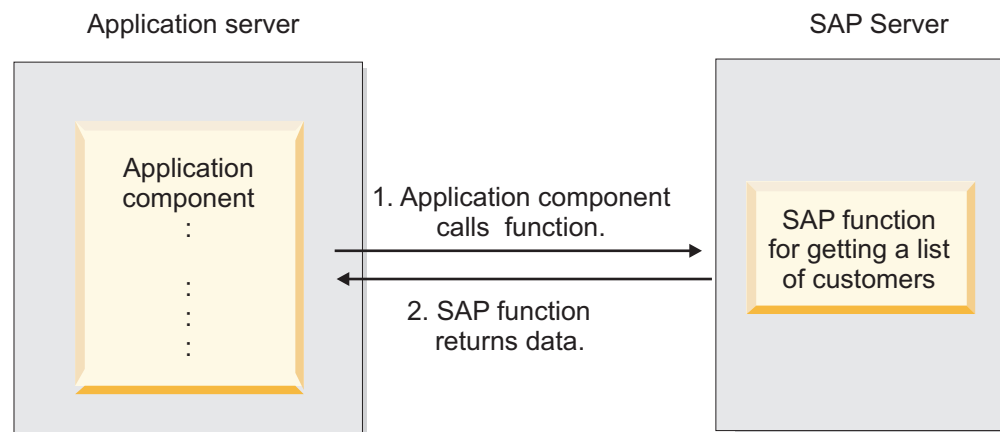 Application server
SAP Server
Application
component
:
:
:
:
1. Application component
calls function.
2. SAP function
returns data.
SAP function
for getting a list
of customers